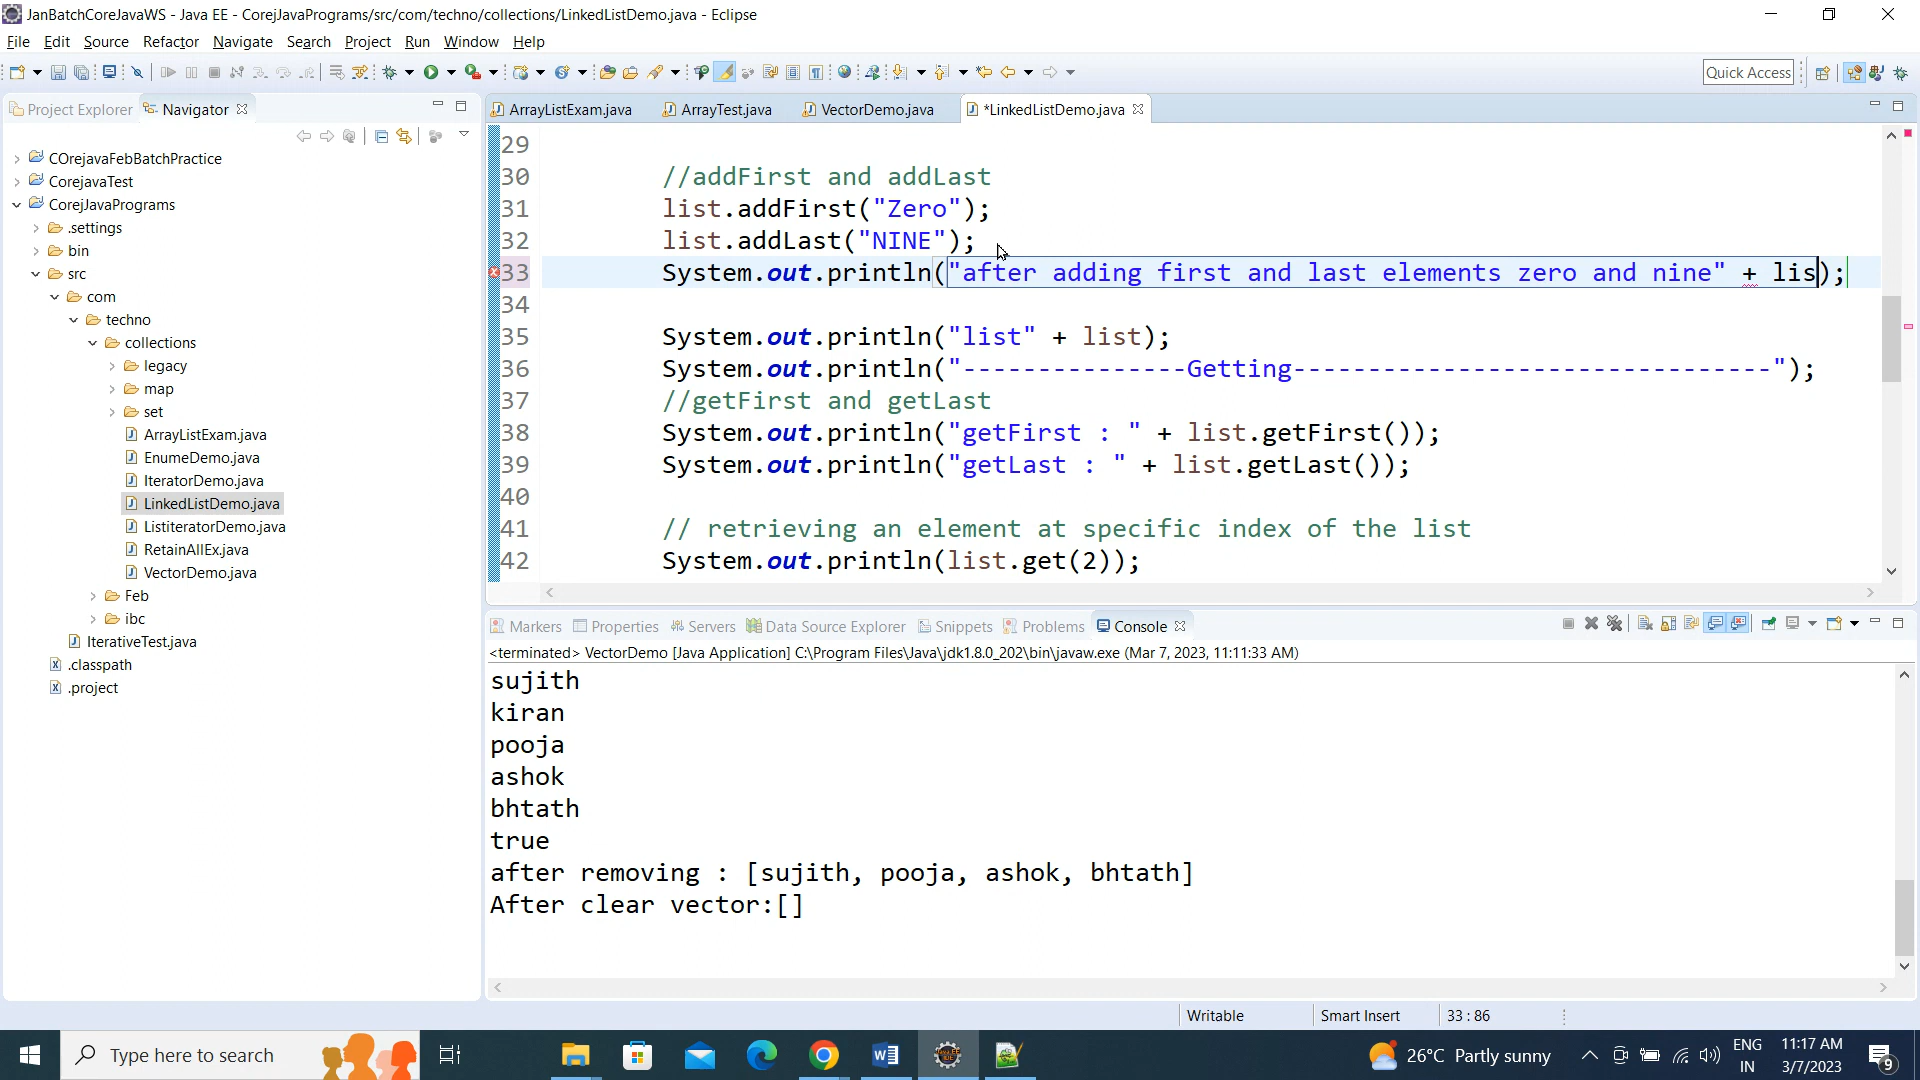 JanBatchCoreJavaWS - Java EE - CorejJavaPrograms/src/com/techno/collections/LinkedListDemo.java - Eclipse
File Edit Source Refactor Navigate Search Project Run Window Help
Quick Access
Project Explorer Navigator
ArrayListExam.java ArrayTest.java VectorDemo.java *LinkedListDemo.java
COrejavaFebBatchPractice
CorejavaTest
CorejJavaPrograms
.settings
bin
src
com
techno
collections
legacy
map
set
ArrayListExam.java
EnumeDemo.java
IteratorDemo.java
LinkedListDemo.java
ListiteratorDemo.java
RetainAllEx.java
VectorDemo.java
Feb
ibc
IterativeTest.java
.classpath
.project
29
30 //addFirst and addLast
31 list.addFirst("Zero");
32 list.addLast("NINE");
33 System.out.println("after adding first and last elements zero and nine" + lis);
34
35 System.out.println("list" + list);
36 System.out.println("---------------Getting--------------------------------");
37 //getFirst and getLast
38 System.out.println("getFirst : " + list.getFirst());
39 System.out.println("getLast : " + list.getLast());
40
41 // retrieving an element at specific index of the list
42 System.out.println(list.get(2));
Markers Properties Servers Data Source Explorer Snippets Problems Console
<terminated> VectorDemo [Java Application] C:\Program Files\Java\jdk1.8.0_202\bin\javaw.exe (Mar 7, 2023, 11:11:33 AM)
sujith
kiran
pooja
ashok
bhtath
true
after removing : [sujith, pooja, ashok, bhtath]
After clear vector:[]
Writable Smart Insert 33 : 86
Type here to search
26°C Partly sunny
ENG
IN
11:17 AM
3/7/2023
9